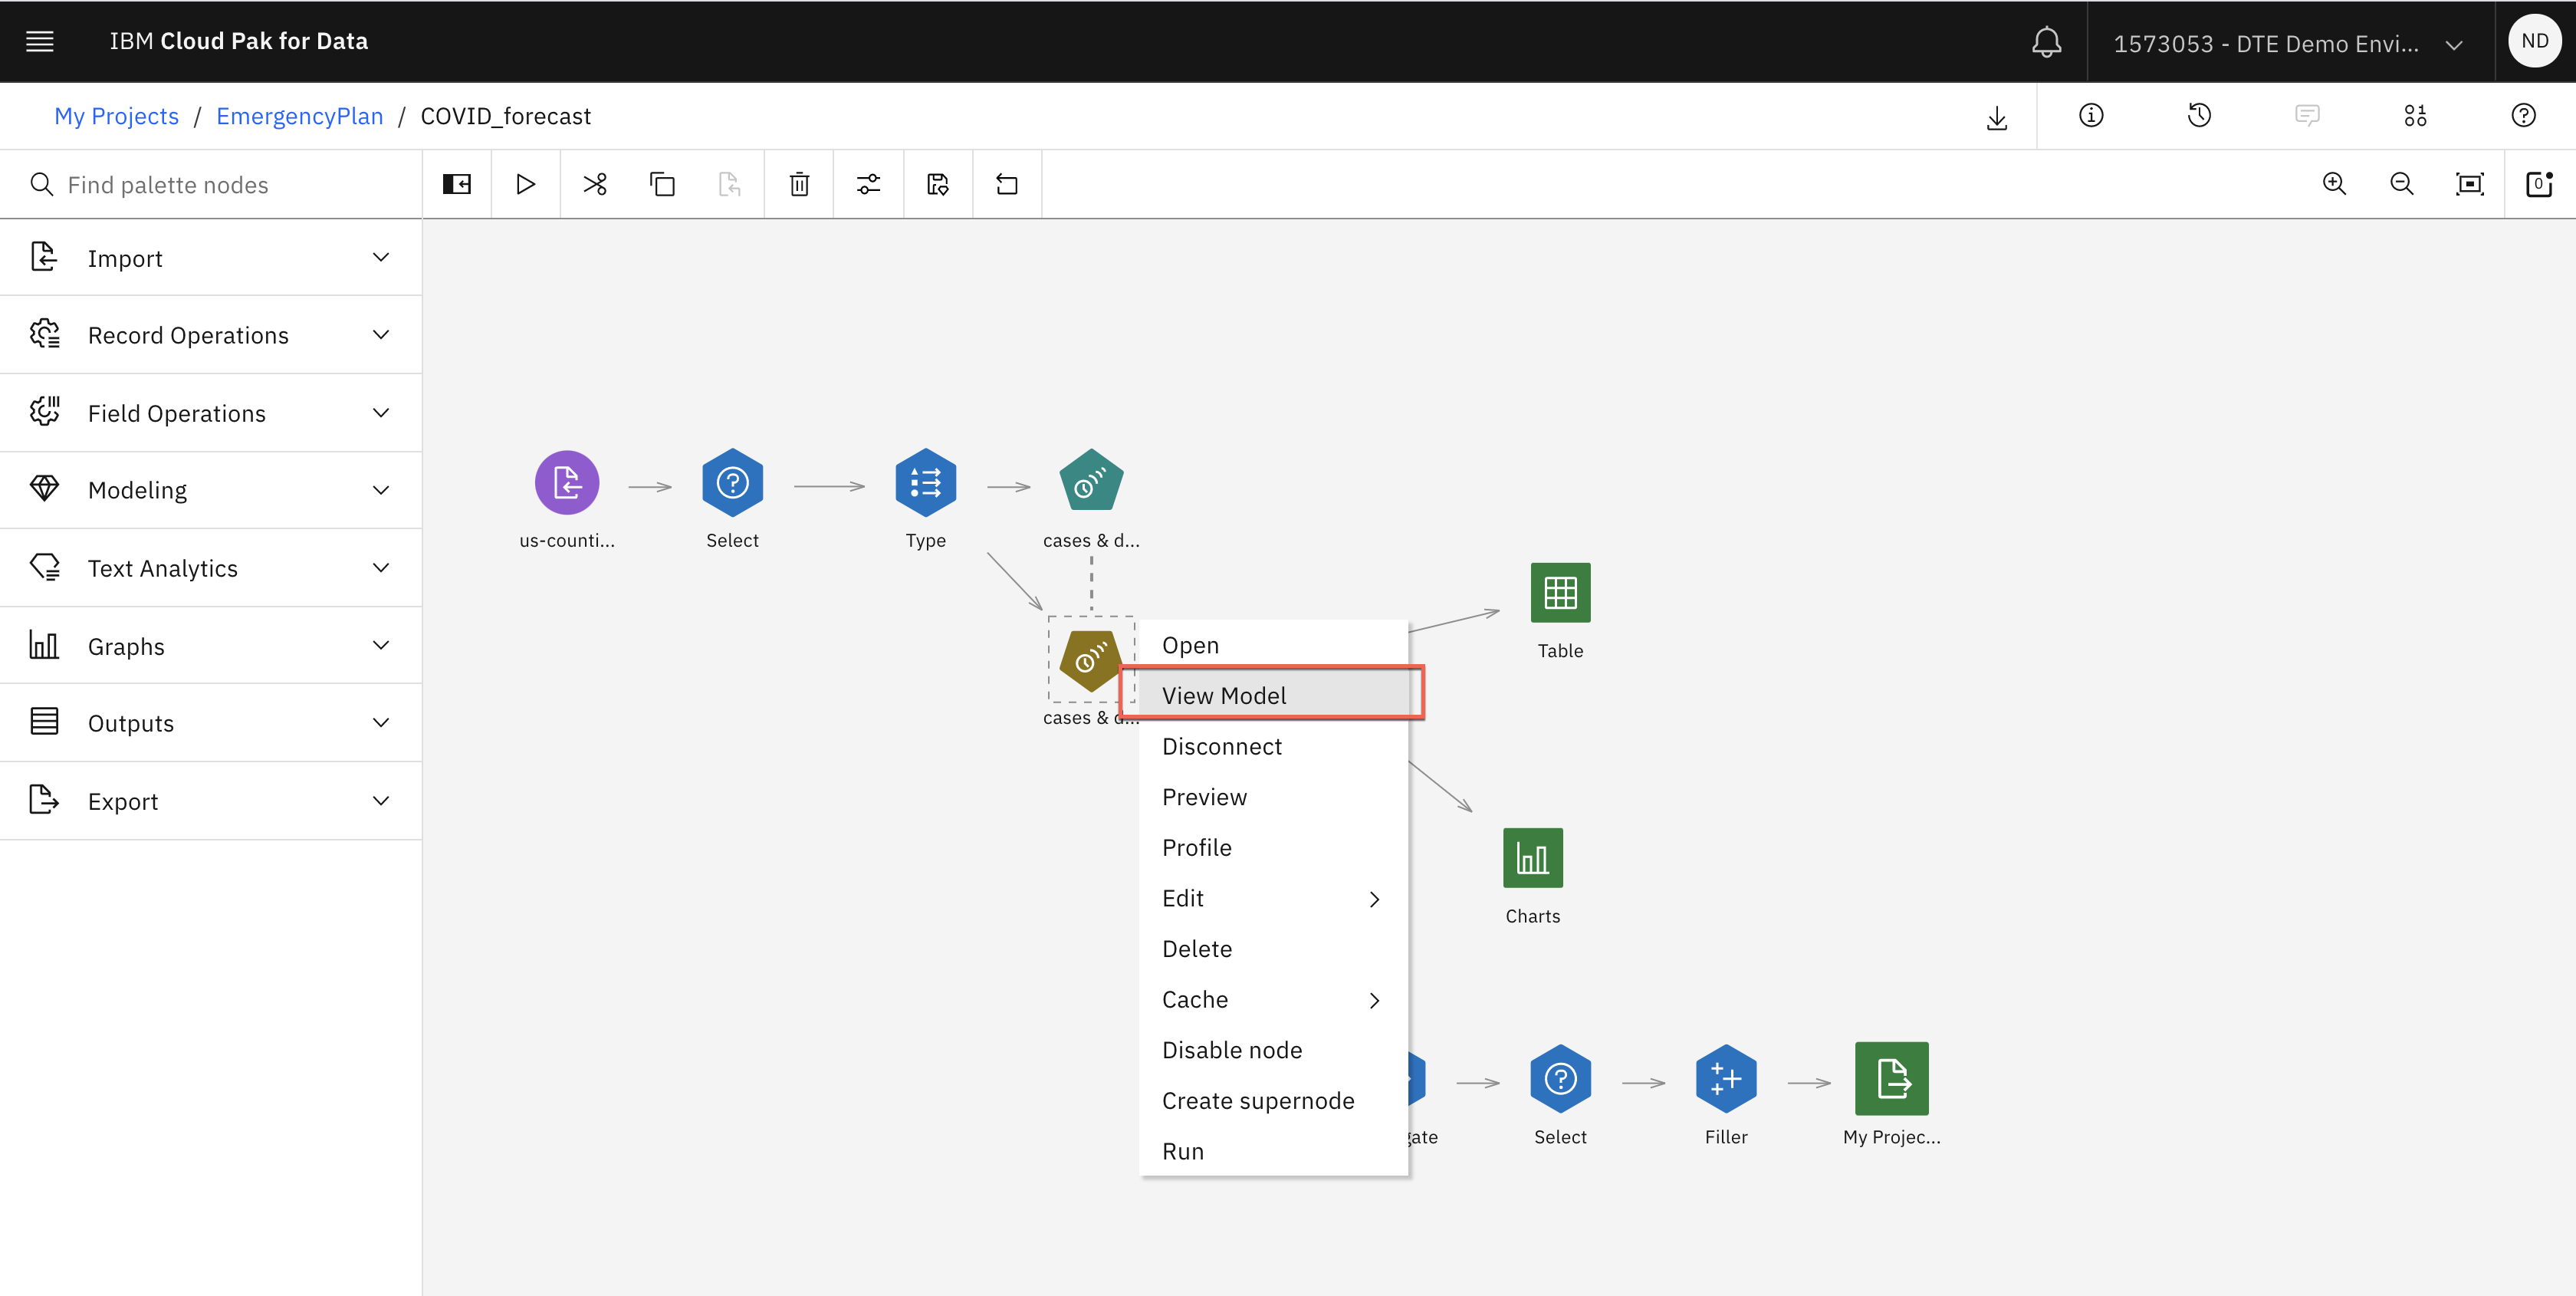 IBM Cloud Pak for Data
1573053 - DTE Demo Envi...
ND
My Projects / EmergencyPlan / COVID_forecast
Find palette nodes
Import
Record Operations
Field Operations
Modeling
Text Analytics
Graphs
Outputs
Export
us-counti...
Select
Type
cases & d...
cases & d...
Open
View Model
Disconnect
Preview
Profile
Edit
Delete
Cache
Disable node
Create supernode
Run
Table
Charts
gate
Select
Filler
My Projec...